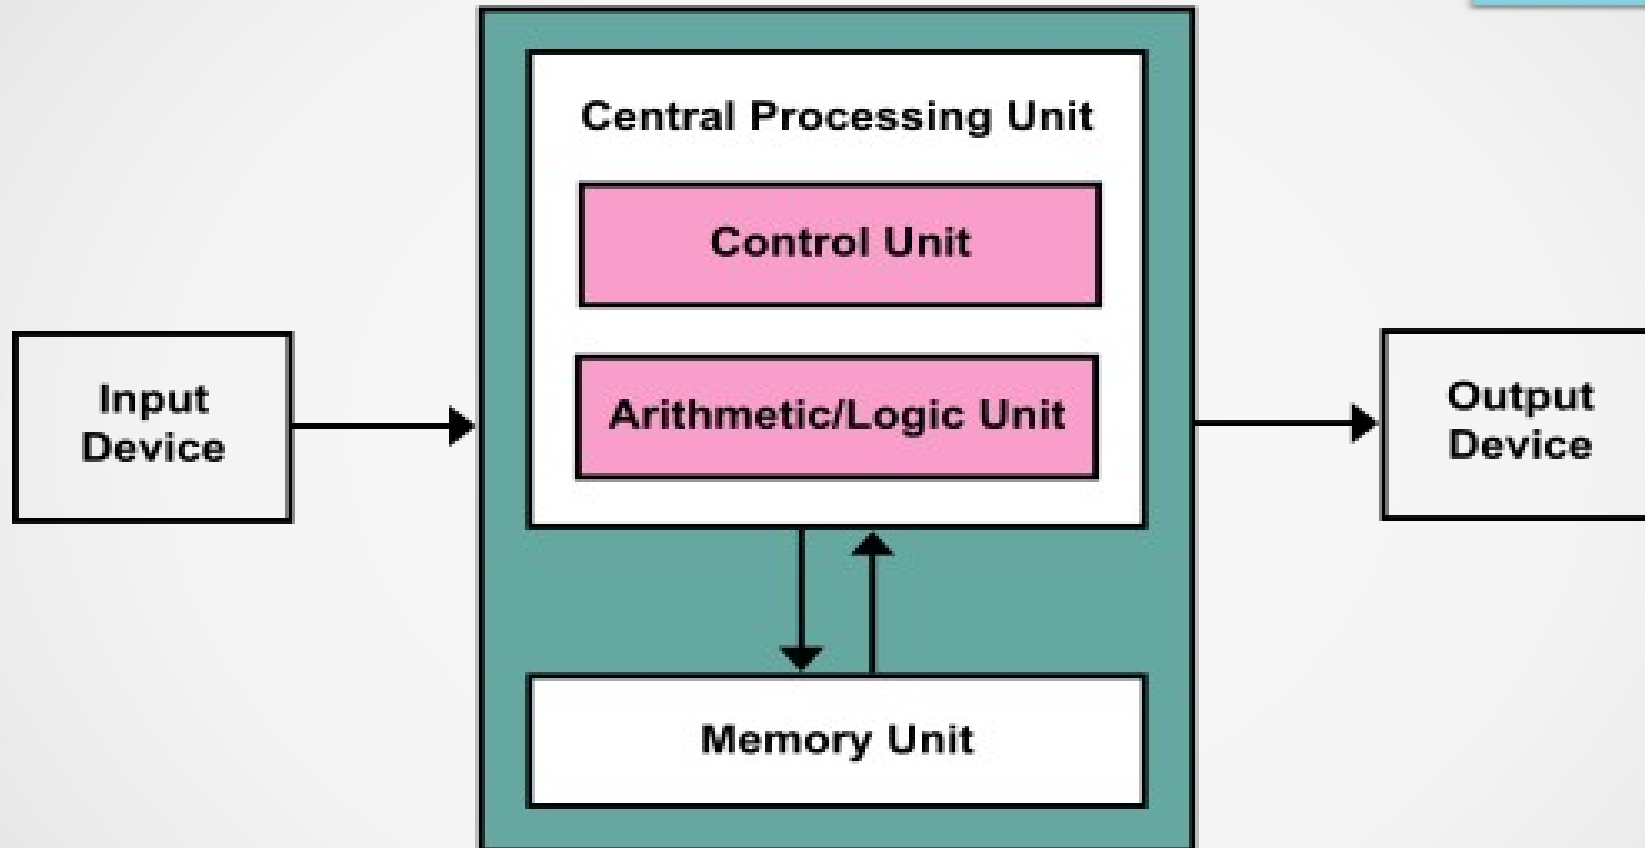 Central Processing Unit
Control Unit
Arithmetic/Logic Unit
Input
Device
Output
Device
Memory Unit